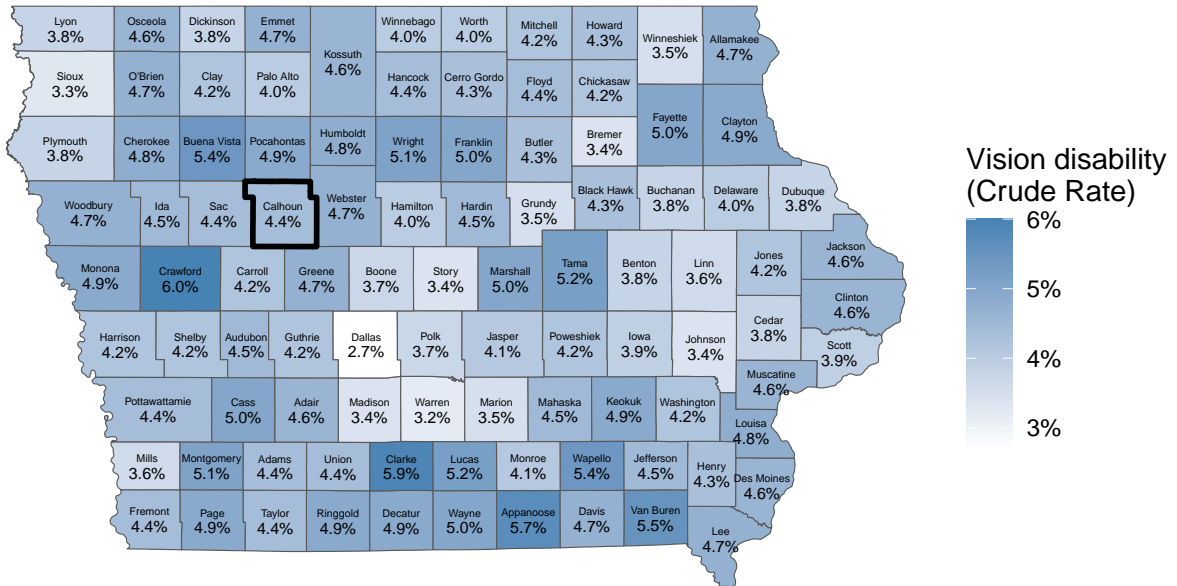 Lyon
3.8%
Osceola
4.6%
Dickinson
3.8%
Emmet
4.7%
Winnebago
4.0%
Worth
4.0%
Mitchell
4.2%
Howard
4.3%
Winneshiek
3.5%
Allamakee
4.7%
Kossuth
4.6%
Sioux
3.3%
O'Brien
4.7%
Clay
4.2%
Palo Alto
4.0%
Hancock
4.4%
Cerro Gordo
4.3%
Floyd
4.4%
Chickasaw
4.2%
Fayette
5.0%
Clayton
4.9%
Plymouth
3.8%
Cherokee
4.8%
Buena Vista
5.4%
Pocahontas
4.9%
Humboldt
4.8%
Wright
5.1%
Franklin
5.0%
Butler
4.3%
Bremer
3.4%
Woodbury
4.7%
Ida
4.5%
Sac
4.4%
Calhoun
4.4%
Webster
4.7%
Hamilton
4.0%
Hardin
4.5%
Grundy
3.5%
Black Hawk
4.3%
Buchanan
3.8%
Delaware
4.0%
Dubuque
3.8%
Monona
4.9%
Crawford
6.0%
Carroll
4.2%
Greene
4.7%
Boone
3.7%
Story
3.4%
Marshall
5.0%
Tama
5.2%
Benton
3.8%
Linn
3.6%
Jones
4.2%
Jackson
4.6%
Clinton
4.6%
Harrison
4.2%
Shelby
4.2%
Audubon
4.5%
Guthrie
4.2%
Dallas
2.7%
Polk
3.7%
Jasper
4.1%
Poweshiek
4.2%
Iowa
3.9%
Johnson
3.4%
Cedar
3.8%
Scott
3.9%
Muscatine
4.6%
Pottawattamie
4.4%
Cass
5.0%
Adair
4.6%
Madison
3.4%
Warren
3.2%
Marion
3.5%
Mahaska
4.5%
Keokuk
4.9%
Washington
4.2%
Louisa
4.8%
Mills
3.6%
Montgomery
5.1%
Adams
4.4%
Union
4.4%
Clarke
5.9%
Lucas
5.2%
Monroe
4.1%
Wapello
5.4%
Jefferson
4.5%
Henry
4.3%
Des Moines
4.6%
Fremont
4.4%
Page
4.9%
Taylor
4.4%
Ringgold
4.9%
Decatur
4.9%
Wayne
5.0%
Appanoose
5.7%
Davis
4.7%
Van Buren
5.5%
Lee
4.7%
Vision disability
(Crude Rate)
6%
5%
4%
3%